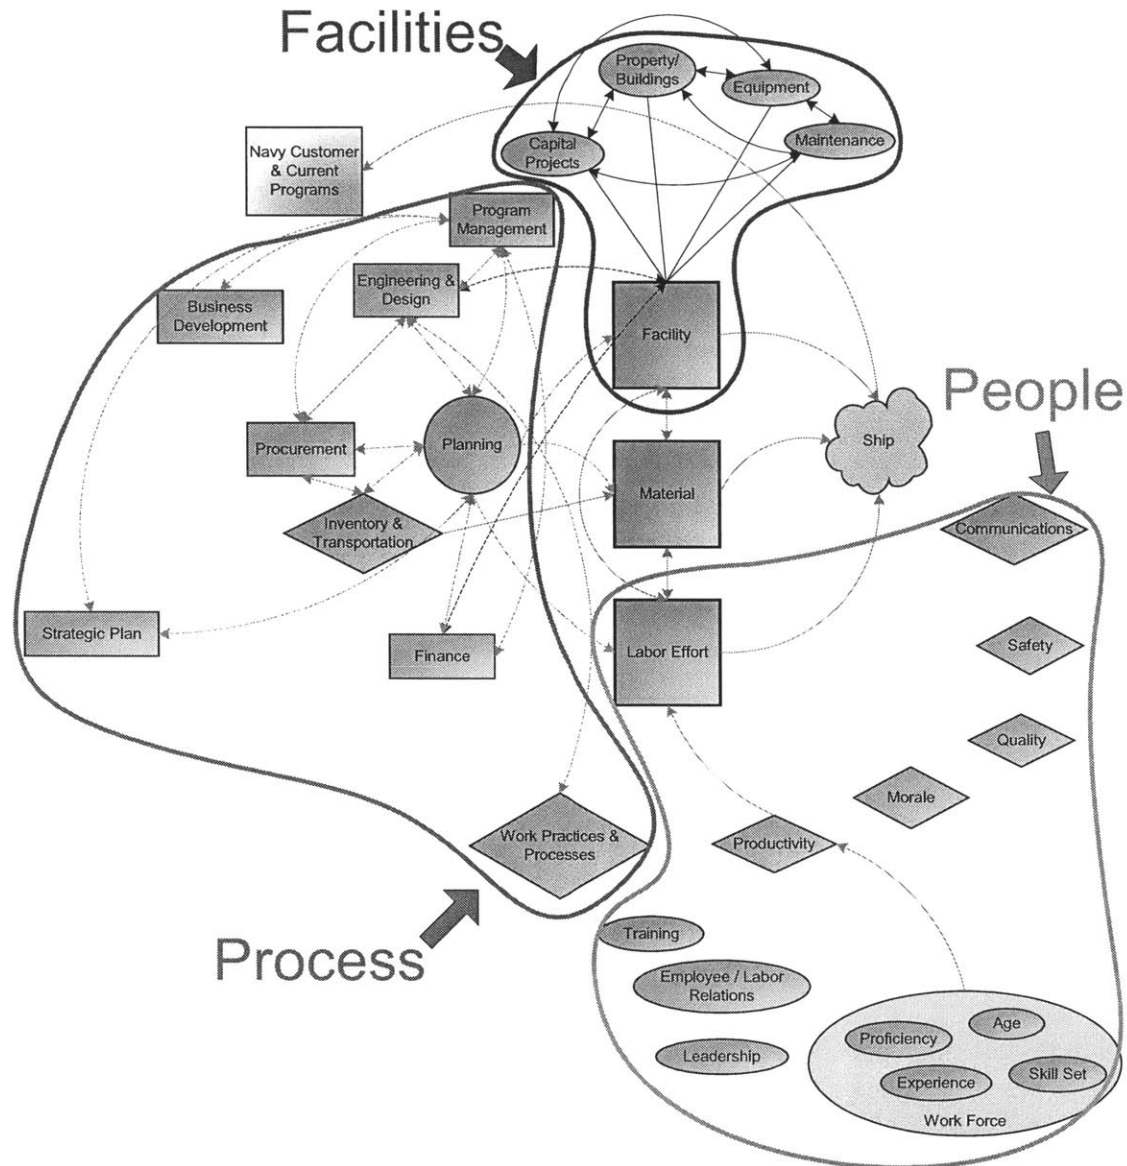 Facilities
Property/
Buildings
Equipment
Maintenance
Capital
Projects
Navy Customer
& Current
Programs
Program
Management
Engineering &
Design
Business
Development
Facility
People
Procurement
Planning
Ship
Material
Inventory &
Transportation
Communications
Strategic Plan
Finance
Labor Effort
Safety
Quality
Morale
Work Practices &
Processes
Productivity
Process
Training
Employee / Labor
Relations
Leadership
Proficiency
Age
Experience
Skill Set
Work Force